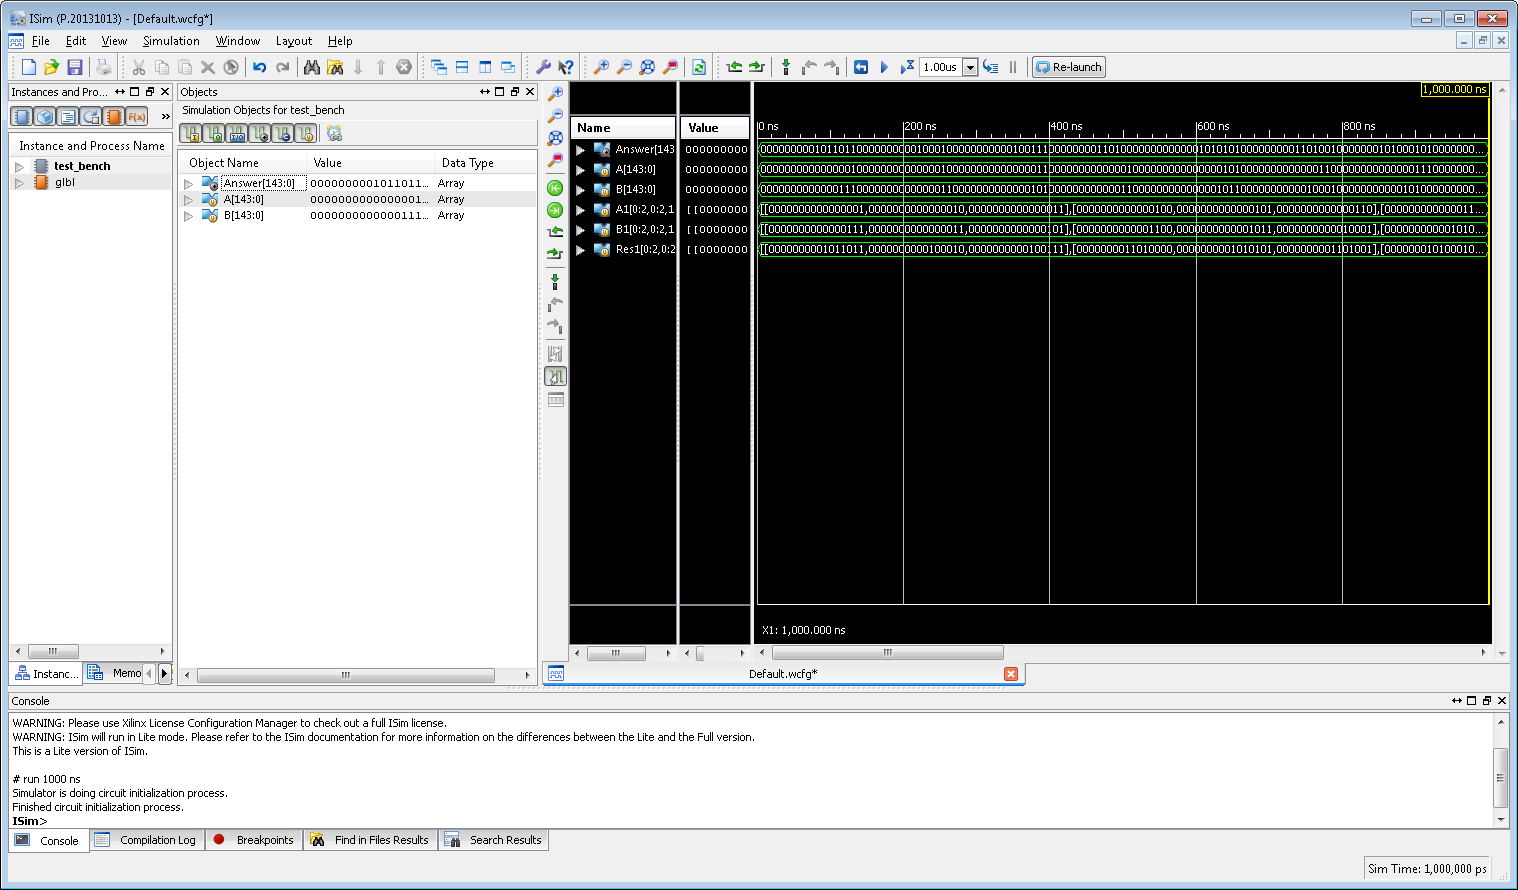 ISim (P.20131013) - [Default.wcfg*]
File Edit View Simulation Window Layout Help
1.00us Re-launch
Instances and Pro...
Instance and Process Name
test_bench
glbl
Instanc... Memo
Objects
Simulation Objects for test_bench
Object Name Value Data Type
Answer[143:0] 0000000001011011... Array
A[143:0] 0000000000000001... Array
B[143:0] 0000000000000111... Array
Name Value
Answer[143 000000000
A[143:0] 000000000
B[143:0] 000000000
A1[0:2,0:2,1 [[0000000
B1[0:2,0:2,1 [[0000000
Res1[0:2,0:2 [[0000000
1,000.000 ns
0 ns 200 ns 400 ns 600 ns 800 ns
[[0000000000000001,0000000000000010,0000000000000011],[0000000000000100,0000000000000101,0000000000000110],[00000000000011...
[[0000000000000111,0000000000000011,0000000000000101],[0000000000001100,0000000000001011,0000000000010001],[000000000001010...
[[0000000001011011,0000000000100010,0000000000100111],[0000000011010000,0000000001010101,0000000001101001],[000000010100010...
X1: 1,000.000 ns
Default.wcfg*
Console
WARNING: Please use Xilinx License Configuration Manager to check out a full ISim license.
WARNING: ISim will run in Lite mode. Please refer to the ISim documentation for more information on the differences between the Lite and the Full version.
This is a Lite version of ISim.
# run 1000 ns
Simulator is doing circuit initialization process.
Finished circuit initialization process.
ISim>
Console Compilation Log Breakpoints Find in Files Results Search Results
Sim Time: 1,000,000 ps